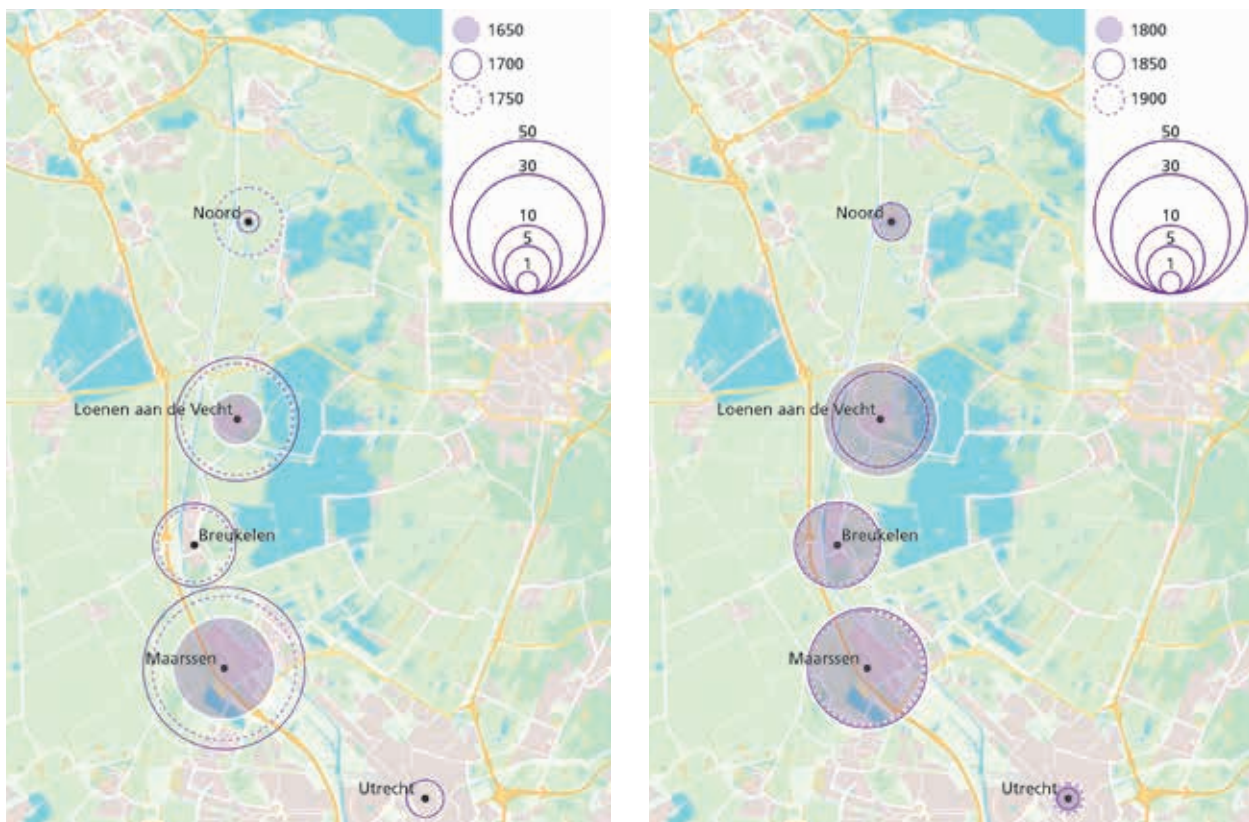 1650
1700
1750
50
30
10
5
1
Noord
Loenen aan de Vecht
Breukelen
Maarssen
Utrecht
1800
1850
1900
50
30
10
5
1
Noord
Loenen aan de Vecht
Breukelen
Maarssen
Utrecht